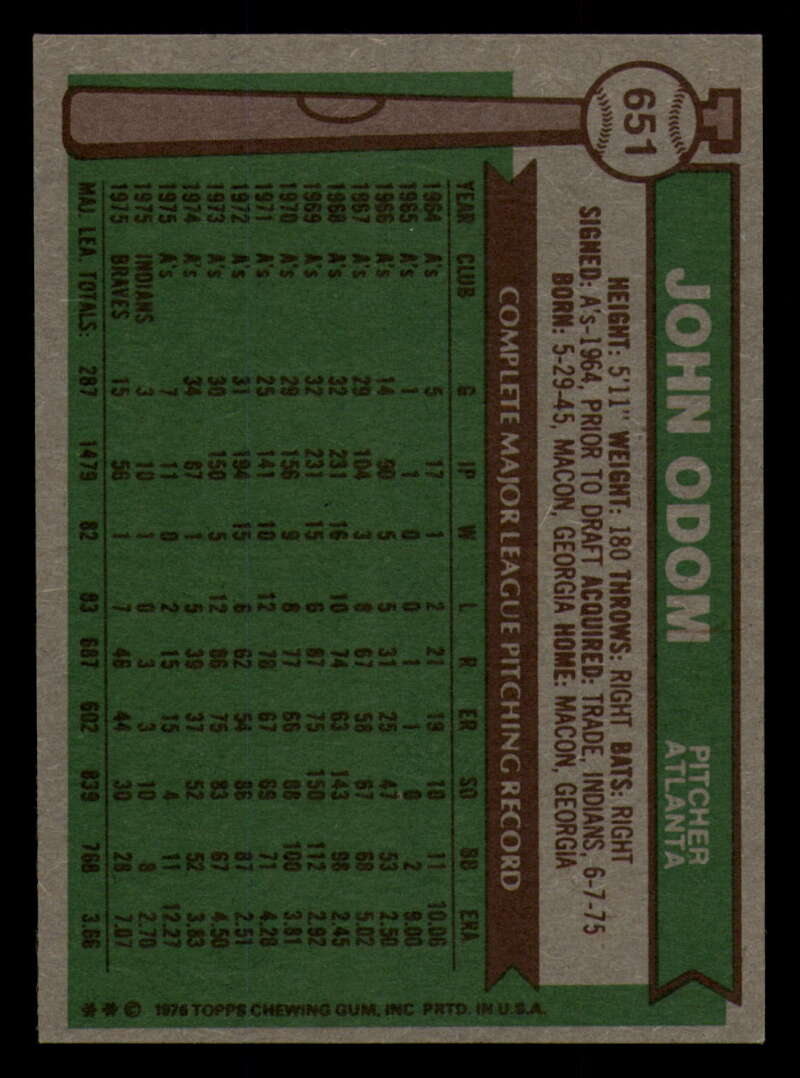 651
JOHN ODOM
PITCHER
ATLANTA
HEIGHT: 5'11" WEIGHT: 180 THROWS: RIGHT BATS: RIGHT
SIGNED: A's-1964, PRIOR TO DRAFT ACQUIRED: TRADE, INDIANS, 6-7-75
BORN: 5-29-45, MACON, GEORGIA HOME: MACON, GEORGIA
COMPLETE MAJOR LEAGUE PITCHING RECORD
YEAR CLUB G IP W L R ER SO BB ERA
1964 A's 5 17 1 2 21 19 10 11 10.06
1965 A's 1 1 0 0 1 1 0 2 9.00
1966 A's 14 90 5 5 31 25 47 53 2.50
1967 A's 29 104 3 8 67 58 67 68 5.02
1968 A's 32 231 16 10 74 63 143 98 2.45
1969 A's 32 231 15 6 87 75 150 112 2.92
1970 A's 29 156 9 8 77 66 88 100 3.81
1971 A's 25 141 10 12 78 67 69 71 4.28
1972 A's 31 194 15 6 62 54 86 87 2.51
1973 A's 30 150 5 12 86 75 83 67 4.50
1974 A's 34 67 1 5 39 37 52 52 3.83
1975 A's 7 11 0 2 15 15 4 11 12.27
1975 INDIANS 3 10 1 0 3 3 10 8 2.70
1975 BRAVES 15 56 1 7 48 44 30 28 7.07
MAJ. LEA. TOTALS: 287 1479 82 83 687 602 839 768 3.66
** © 1976 TOPPS CHEWING GUM, INC PRTD. IN U.S.A.